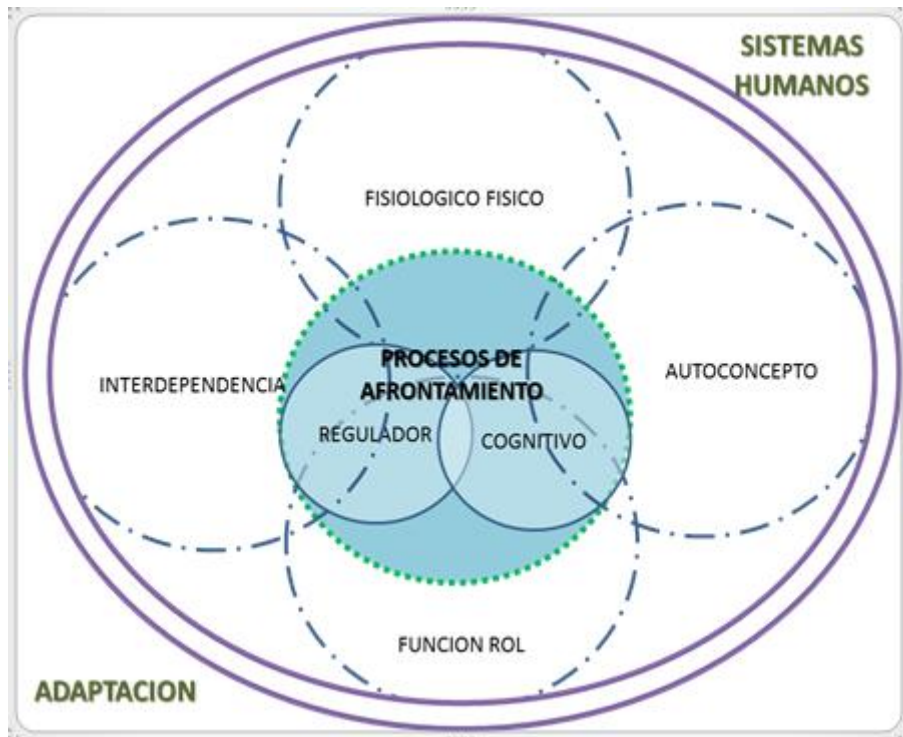 SISTEMAS
HUMANOS
FISIOLOGICO FISICO
PROCESOS DE
AFRONTAMIENTO
INTERDEPENDENCIA
AUTOCONCEPTO
REGULADOR
COGNITIVO
FUNCION ROL
ADAPTACION